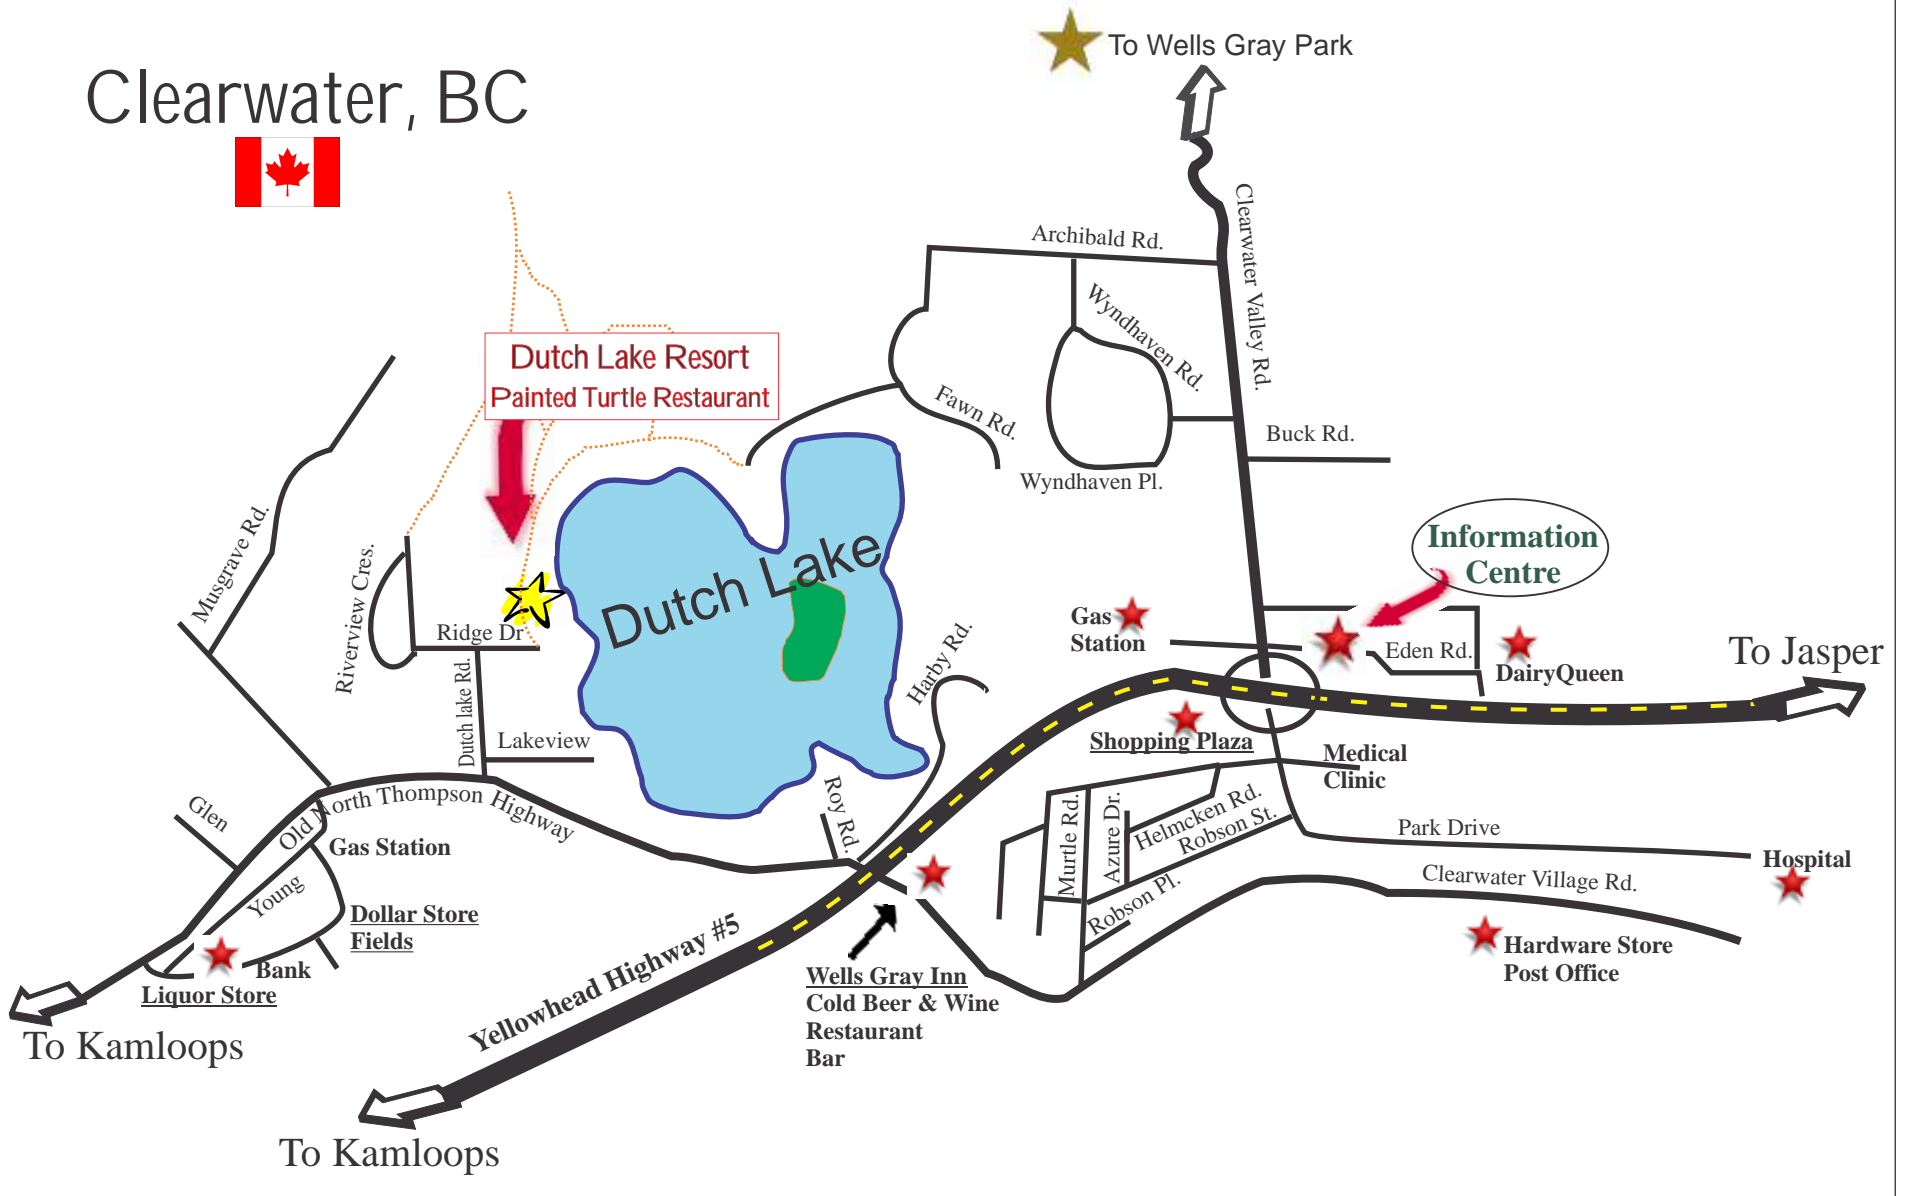 To Wells Gray Park
Clearwater, BC
Clearwater Valley Rd.
Archibald Rd.
Wyndhaven Rd.
Dutch Lake Resort
Painted Turtle Restaurant
Fawn Rd.
Buck Rd.
Wyndhaven Pl.
Musgrave Rd.
Riverview Cres.
Dutch Lake
Information
Centre
Gas
Station
Ridge Dr
Harby Rd.
Eden Rd.
DairyQueen
To Jasper
Dutch lake Rd.
Lakeview
Shopping Plaza
Medical
Clinic
Glen
Old North Thompson Highway
Roy Rd.
Murtle Rd.
Azure Dr.
Helmcken Rd.
Robson St.
Park Drive
Gas Station
Hospital
Young
Robson Pl.
Clearwater Village Rd.
Dollar Store
Fields
Yellowhead Highway #5
Hardware Store
Post Office
Bank
Liquor Store
Wells Gray Inn
Cold Beer & Wine
Restaurant
Bar
To Kamloops
To Kamloops